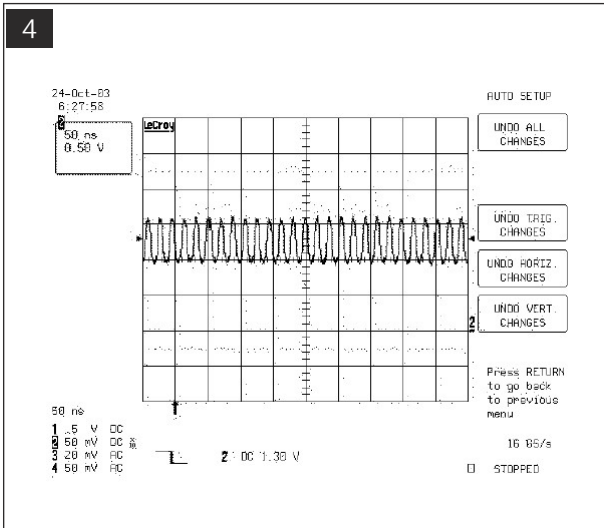 4
24-Oct-03
6:27:58
2
50 ns
0.50 V
LeCroy
AUTO SETUP
UNDO ALL
CHANGES
UNDO TRIG.
CHANGES
UNDO HORIZ.
CHANGES
UNDO VERT.
CHANGES
2
Press RETURN
to go back
to previous
menu
50 ns
1 .5 V DC
2 50 mV DC
3 20 mV AC
4 50 mV AC
2 DC 1.30 V
STOPPED